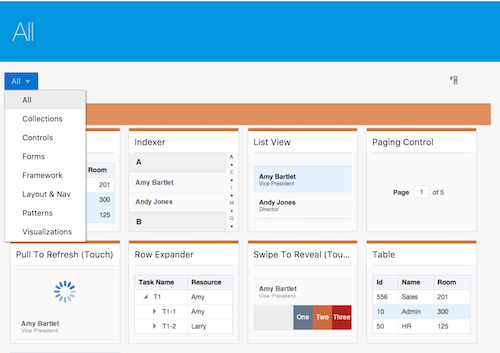 All
All
All
Collections
Controls
Forms
Framework
Layout & Nav
Patterns
Visualizations
Room
201
300
125
Indexer
A
Amy Bartlet
Andy Jones
B
A
E
I
M
Q
List View
Amy Bartlet
Vice President
Andy Jones
Director
Paging Control
Page 1 of 5
Pull To Refresh (Touch)
Amy Bartlet
Vice President
Row Expander
Task Name Resource
T1 Amy
T1-1 Amy
T1-2 Larry
Swipe To Reveal (Tou...
Amy Bartlet
Vice President
One Two Three
Table
Id Name Room
556 Sales 201
10 Admin 300
50 HR 125